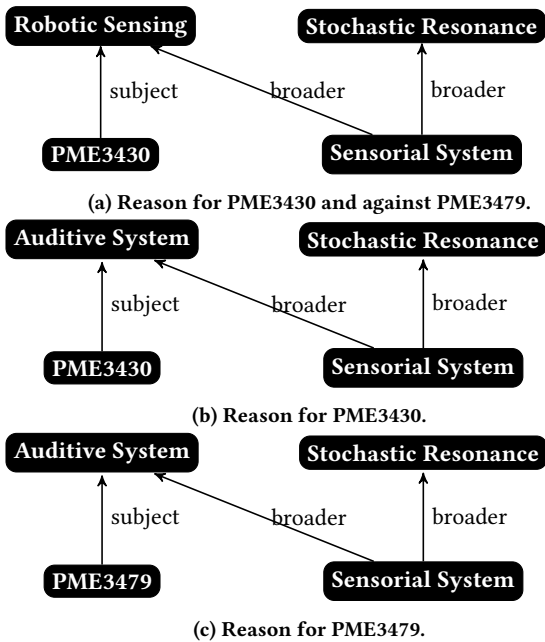 Robotic Sensing Stochastic Resonance
subject broader broader
PME3430 Sensorial System
(a) Reason for PME3430 and against PME3479.
Auditive System Stochastic Resonance
subject broader broader
PME3430 Sensorial System
(b) Reason for PME3430.
Auditive System Stochastic Resonance
subject broader broader
PME3479 Sensorial System
(c) Reason for PME3479.